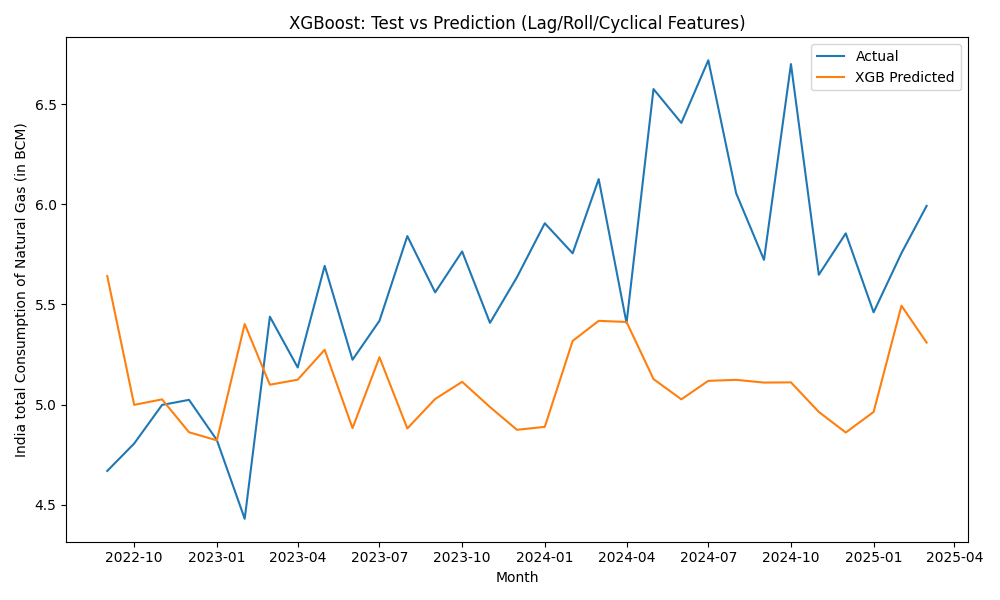 XGBoost: Test vs Prediction (Lag/Roll/Cyclical Features)
Actual
XGB Predicted
India total Consumption of Natural Gas (in BCM)
6.5
6.0
5.5
5.0
4.5
2022-10 2023-01 2023-04 2023-07 2023-10 2024-01 2024-04 2024-07 2024-10 2025-01 2025-04
Month